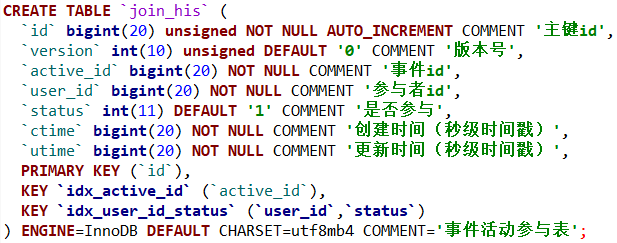 CREATE TABLE `join_his` (
  `id` bigint(20) unsigned NOT NULL AUTO_INCREMENT COMMENT '主键id',
  `version` int(10) unsigned DEFAULT '0' COMMENT '版本号',
  `active_id` bigint(20) NOT NULL COMMENT '事件id',
  `user_id` bigint(20) NOT NULL COMMENT '参与者id',
  `status` int(11) DEFAULT '1' COMMENT '是否参与',
  `ctime` bigint(20) NOT NULL COMMENT '创建时间（秒级时间戳）',
  `utime` bigint(20) NOT NULL COMMENT '更新时间（秒级时间戳）',
  PRIMARY KEY (`id`),
  KEY `idx_active_id` (`active_id`),
  KEY `idx_user_id_status` (`user_id`,`status`)
) ENGINE=InnoDB DEFAULT CHARSET=utf8mb4 COMMENT='事件活动参与表';